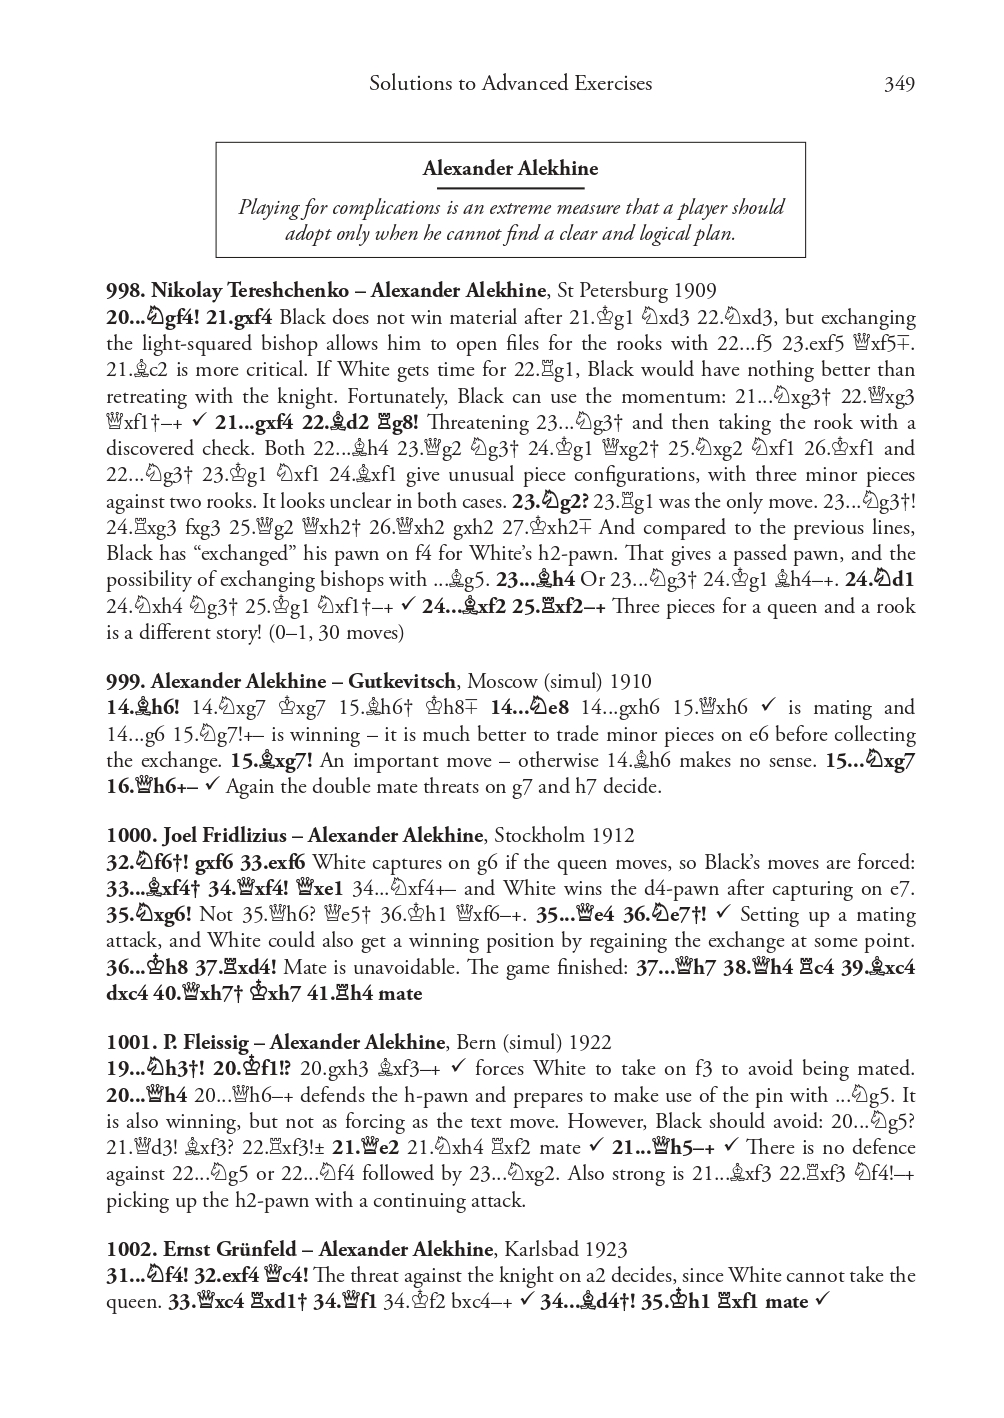 Solutions to Advanced Exercises 349
Alexander Alekhine
Playing for complications is an extreme measure that a player should
adopt only when he cannot find a clear and logical plan.
998. Nikolay Tereshchenko – Alexander Alekhine, St Petersburg 1909
20...♘gf4! 21.gxf4 Black does not win material after 21.♔g1 ♘xd3 22.♘xd3, but exchanging
the light-squared bishop allows him to open files for the rooks with 22...f5 23.exf5 ♕xf5∓.
21.♗c2 is more critical. If White gets time for 22.♖g1, Black would have nothing better than
retreating with the knight. Fortunately, Black can use the momentum: 21...♘xg3† 22.♕xg3
♕xf1†–+ ✓ 21...gxf4 22.♗d2 ♖g8! Threatening 23...♘g3† and then taking the rook with a
discovered check. Both 22...♗h4 23.♕g2 ♘g3† 24.♔g1 ♕xg2† 25.♘xg2 ♘xf1 26.♔xf1 and
22...♘g3† 23.♔g1 ♘xf1 24.♗xf1 give unusual piece configurations, with three minor pieces
against two rooks. It looks unclear in both cases. 23.♘g2? 23.♖g1 was the only move. 23...♘g3†!
24.♖xg3 fxg3 25.♕g2 ♕xh2† 26.♕xh2 gxh2 27.♔xh2∓ And compared to the previous lines,
Black has “exchanged” his pawn on f4 for White’s h2-pawn. That gives a passed pawn, and the
possibility of exchanging bishops with ...♗g5. 23...♗h4 Or 23...♘g3† 24.♔g1 ♗h4–+. 24.♘d1
24.♘xh4 ♘g3† 25.♔g1 ♘xf1†–+ ✓ 24...♗xf2 25.♖xf2–+ Three pieces for a queen and a rook
is a different story! (0–1, 30 moves)
999. Alexander Alekhine – Gutkevitsch, Moscow (simul) 1910
14.♗h6! 14.♘xg7 ♔xg7 15.♗h6† ♔h8∓ 14...♘e8 14...gxh6 15.♕xh6 ✓ is mating and
14...g6 15.♘g7!+– is winning – it is much better to trade minor pieces on e6 before collecting
the exchange. 15.♗xg7! An important move – otherwise 14.♗h6 makes no sense. 15...♘xg7
16.♕h6+– ✓ Again the double mate threats on g7 and h7 decide.
1000. Joel Fridlizius – Alexander Alekhine, Stockholm 1912
32.♘f6†! gxf6 33.exf6 White captures on g6 if the queen moves, so Black’s moves are forced:
33...♗xf4† 34.♕xf4! ♕xe1 34...♘xf4+– and White wins the d4-pawn after capturing on e7.
35.♘xg6! Not 35.♕h6? ♕e5† 36.♔h1 ♕xf6–+. 35...♕e4 36.♘e7†! ✓ Setting up a mating
attack, and White could also get a winning position by regaining the exchange at some point.
36...♔h8 37.♖xd4! Mate is unavoidable. The game finished: 37...♕h7 38.♕h4 ♖c4 39.♗xc4
dxc4 40.♕xh7† ♔xh7 41.♖h4 mate
1001. P. Fleissig – Alexander Alekhine, Bern (simul) 1922
19...♘h3†! 20.♔f1!? 20.gxh3 ♗xf3–+ ✓ forces White to take on f3 to avoid being mated.
20...♕h4 20...♕h6–+ defends the h-pawn and prepares to make use of the pin with ...♘g5. It
is also winning, but not as forcing as the text move. However, Black should avoid: 20...♘g5?
21.♕d3! ♗xf3? 22.♖xf3!± 21.♕e2 21.♘xh4 ♖xf2 mate ✓ 21...♕h5–+ ✓ There is no defence
against 22...♘g5 or 22...♘f4 followed by 23...♘xg2. Also strong is 21...♗xf3 22.♖xf3 ♘f4!–+
picking up the h2-pawn with a continuing attack.
1002. Ernst Grünfeld – Alexander Alekhine, Karlsbad 1923
31...♘f4! 32.exf4 ♕c4! The threat against the knight on a2 decides, since White cannot take the
queen. 33.♕xc4 ♖xd1† 34.♕f1 34.♔f2 bxc4–+ ✓ 34...♗d4†! 35.♔h1 ♖xf1 mate ✓